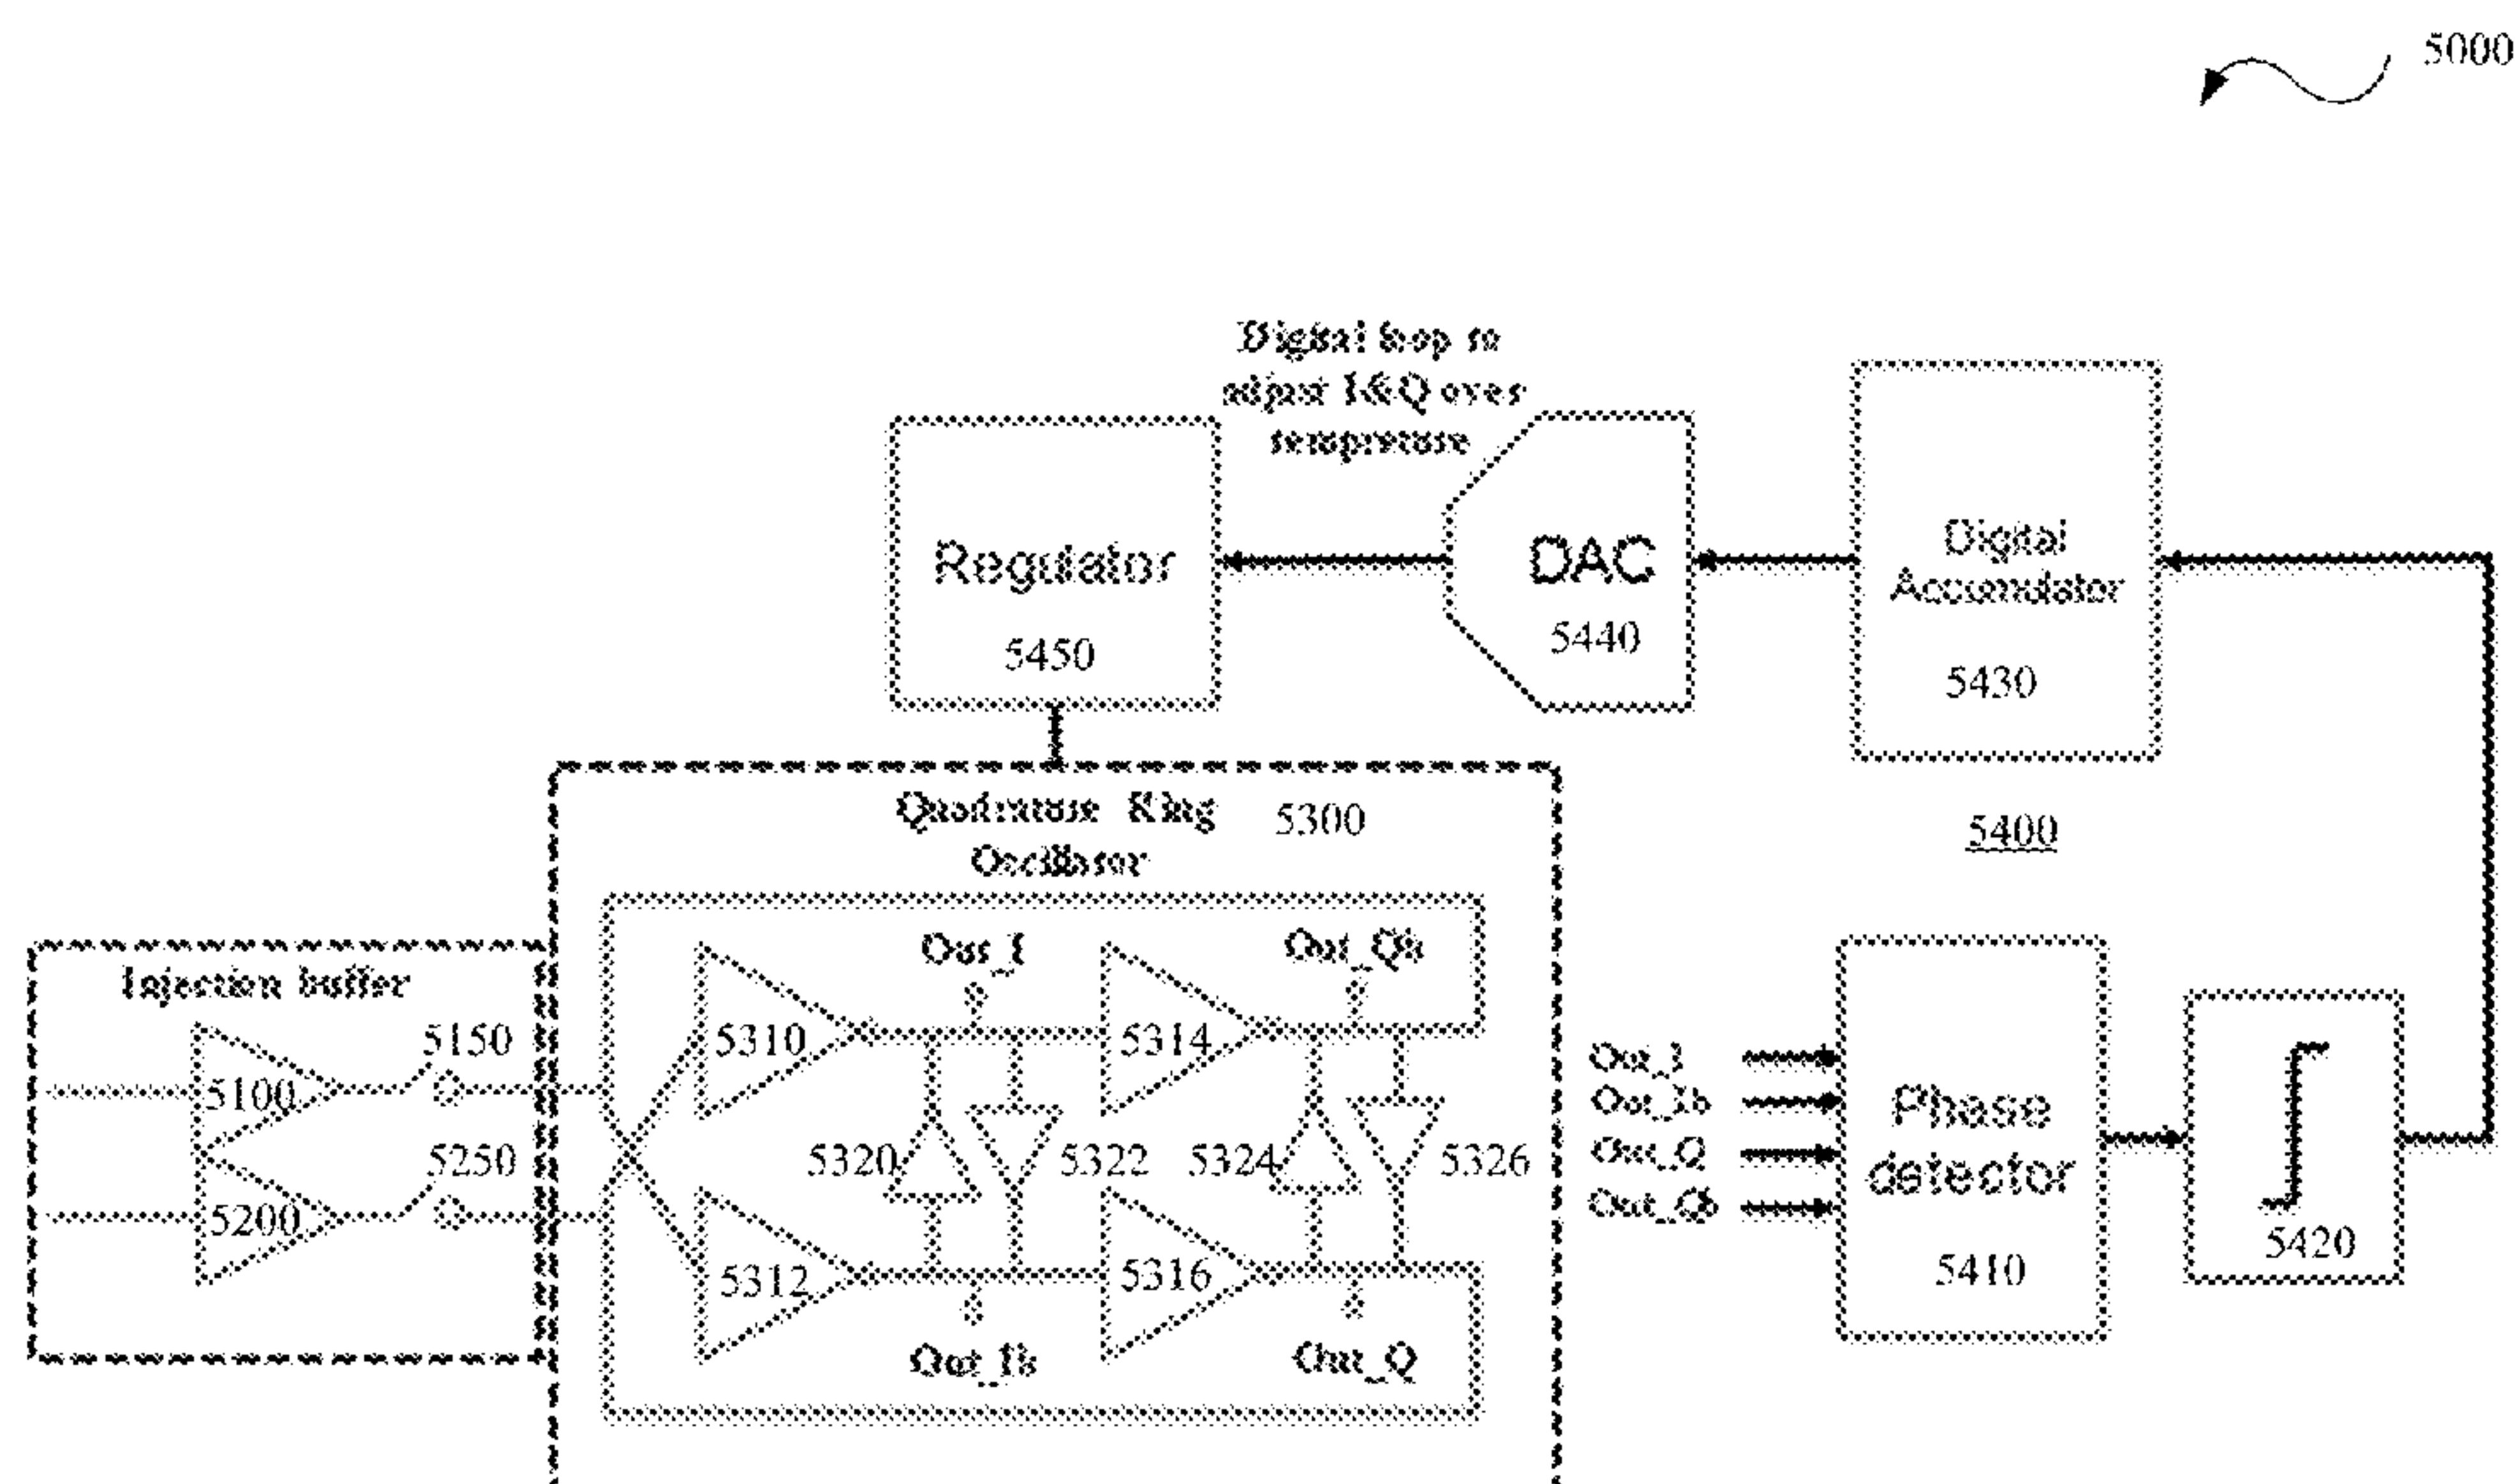 5000
Digital loop to
adjust I&Q over
temprature
Regulator
5450
DAC
5440
Digital
Accumulator
5430
5400
Quadrature Ring
Oscillator
5300
Injection buffer
5150
5100
5250
5200
Out_I
Out_Qb
5310
5314
5320
5322
5324
5326
5312
5316
Out_Ib
Out_Q
Out_I
Out_Ib
Out_Q
Out_Qb
Phase
detector
5410
5420